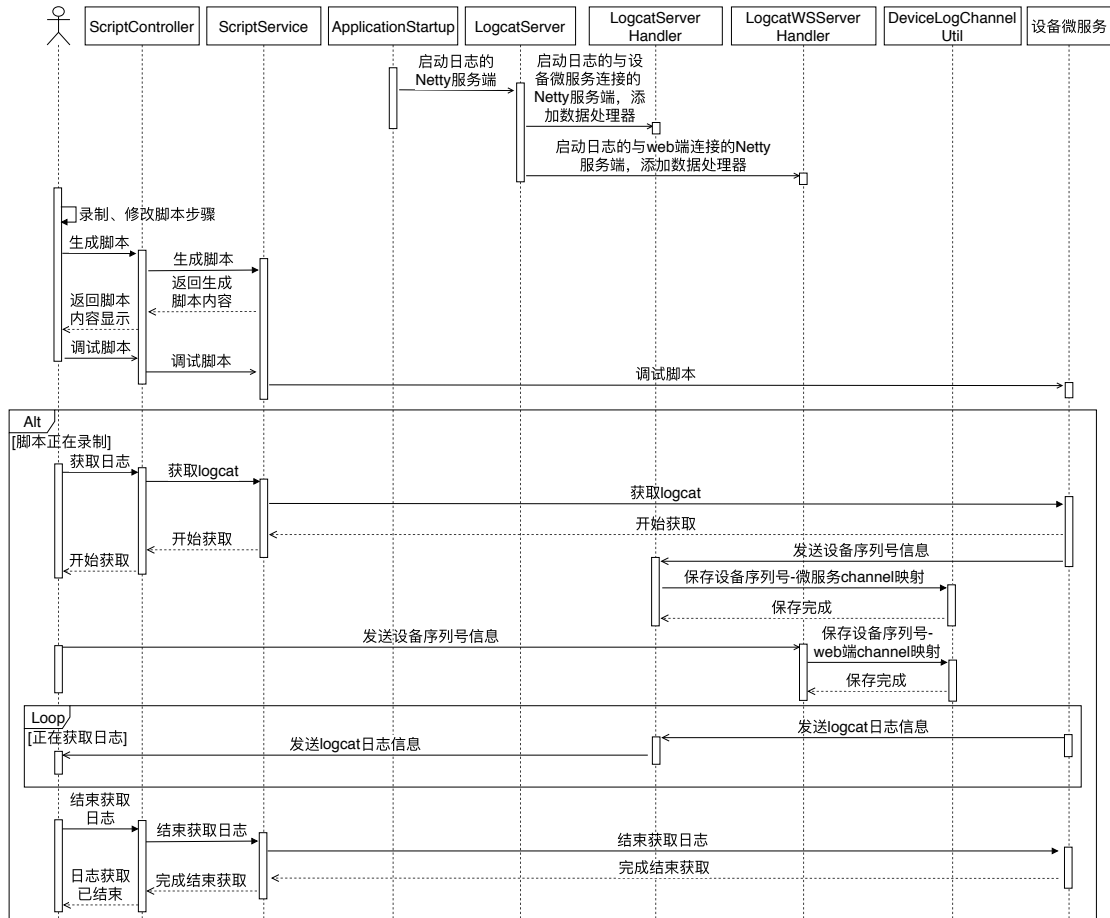 ScriptController
ScriptService
ApplicationStartup
LogcatServer
LogcatServer
Handler
LogcatWSServer
Handler
DeviceLogChannel
Util
设备微服务
启动日志的
Netty服务端
启动日志的与设
备微服务连接的
Netty服务端，添
加数据处理器
启动日志的与web端连接的Netty
服务端，添加数据处理器
录制、修改脚本步骤
生成脚本
生成脚本
返回生成
脚本内容
返回脚本
内容显示
调试脚本
调试脚本
调试脚本
Alt
[脚本正在录制]
获取日志
获取logcat
获取logcat
开始获取
开始获取
开始获取
发送设备序列号信息
保存设备序列号-微服务channel映射
保存完成
发送设备序列号信息
保存设备序列号-
web端channel映射
保存完成
Loop
[正在获取日志]
发送logcat日志信息
发送logcat日志信息
结束获取
日志
结束获取日志
结束获取日志
完成结束获取
完成结束获取
日志获取
已结束